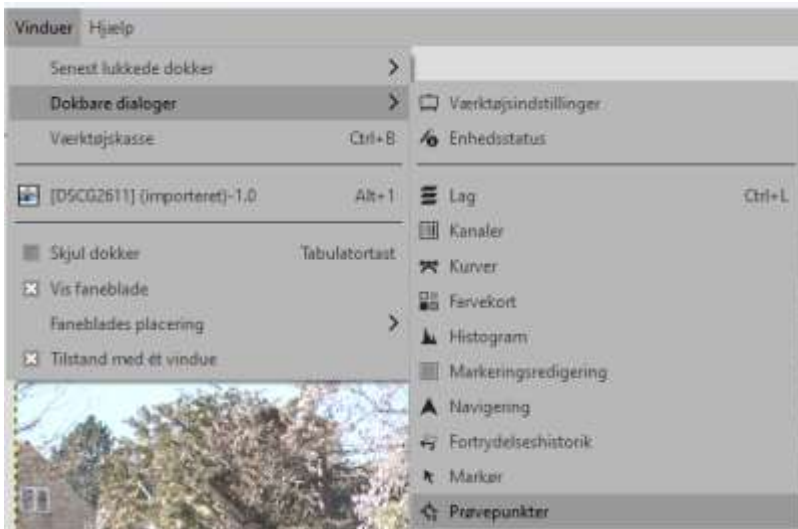 Vinduer Hjælp
Senest lukkede dokker
Dokbare dialoger
Værktøjskasse Ctrl+B
[DSCG2611] (importeret)-1.0 Alt+1
Skjul dokker Tabulatortast
Vis faneblade
Faneblades placering
Tilstand med ét vindue
Værktøjsindstillinger
Enhedsstatus
Lag Ctrl+L
Kanaler
Kurver
Farvekort
Histogram
Markeringsredigering
Navigering
Fortrydelseshistorik
Markør
Prøvepunkter